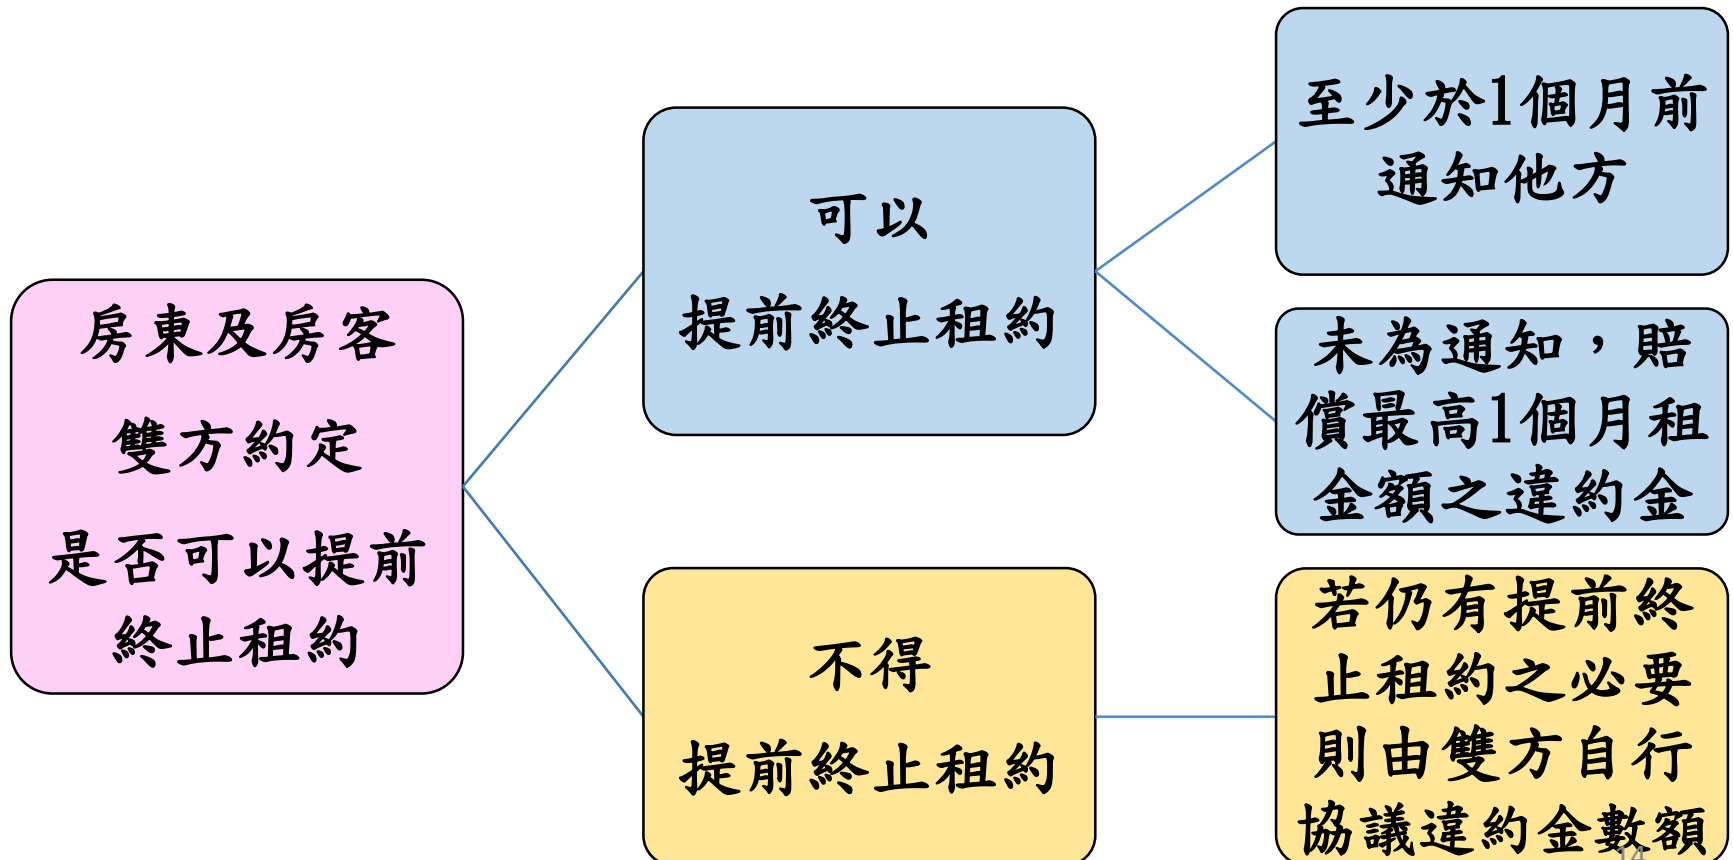 房東及房客
雙方約定
是否可以提前
終止租約
可以
提前終止租約
至少於1個月前
通知他方
未為通知，賠
償最高1個月租
金額之違約金
不得
提前終止租約
若仍有提前終
止租約之必要
則由雙方自行
協議違約金數額
14